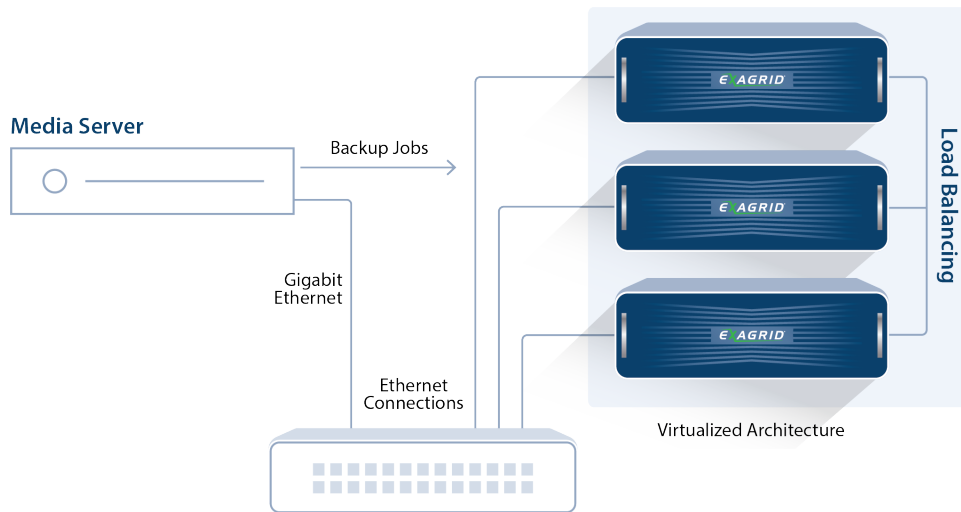 Media Server
Backup Jobs
Gigabit
Ethernet
Ethernet
Connections
EXAGRID
EXAGRID
EXAGRID
Load Balancing
Virtualized Architecture